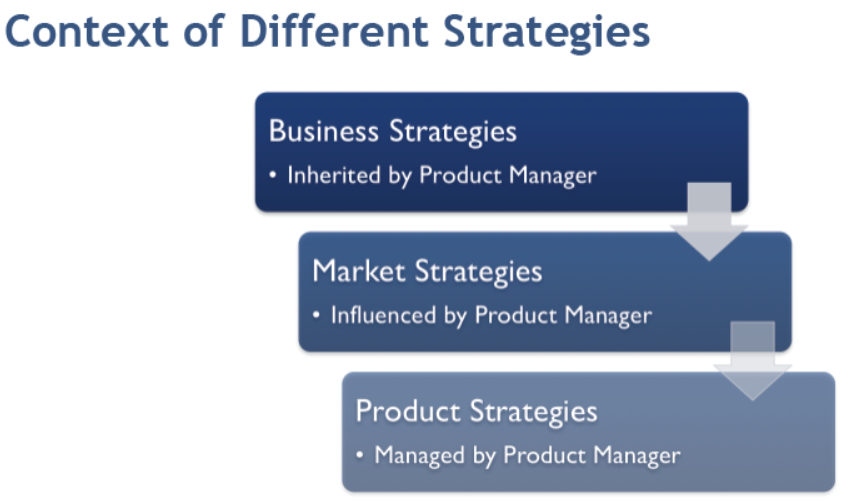 Context of Different Strategies
Business Strategies
• Inherited by Product Manager
Market Strategies
• Influenced by Product Manager
Product Strategies
• Managed by Product Manager